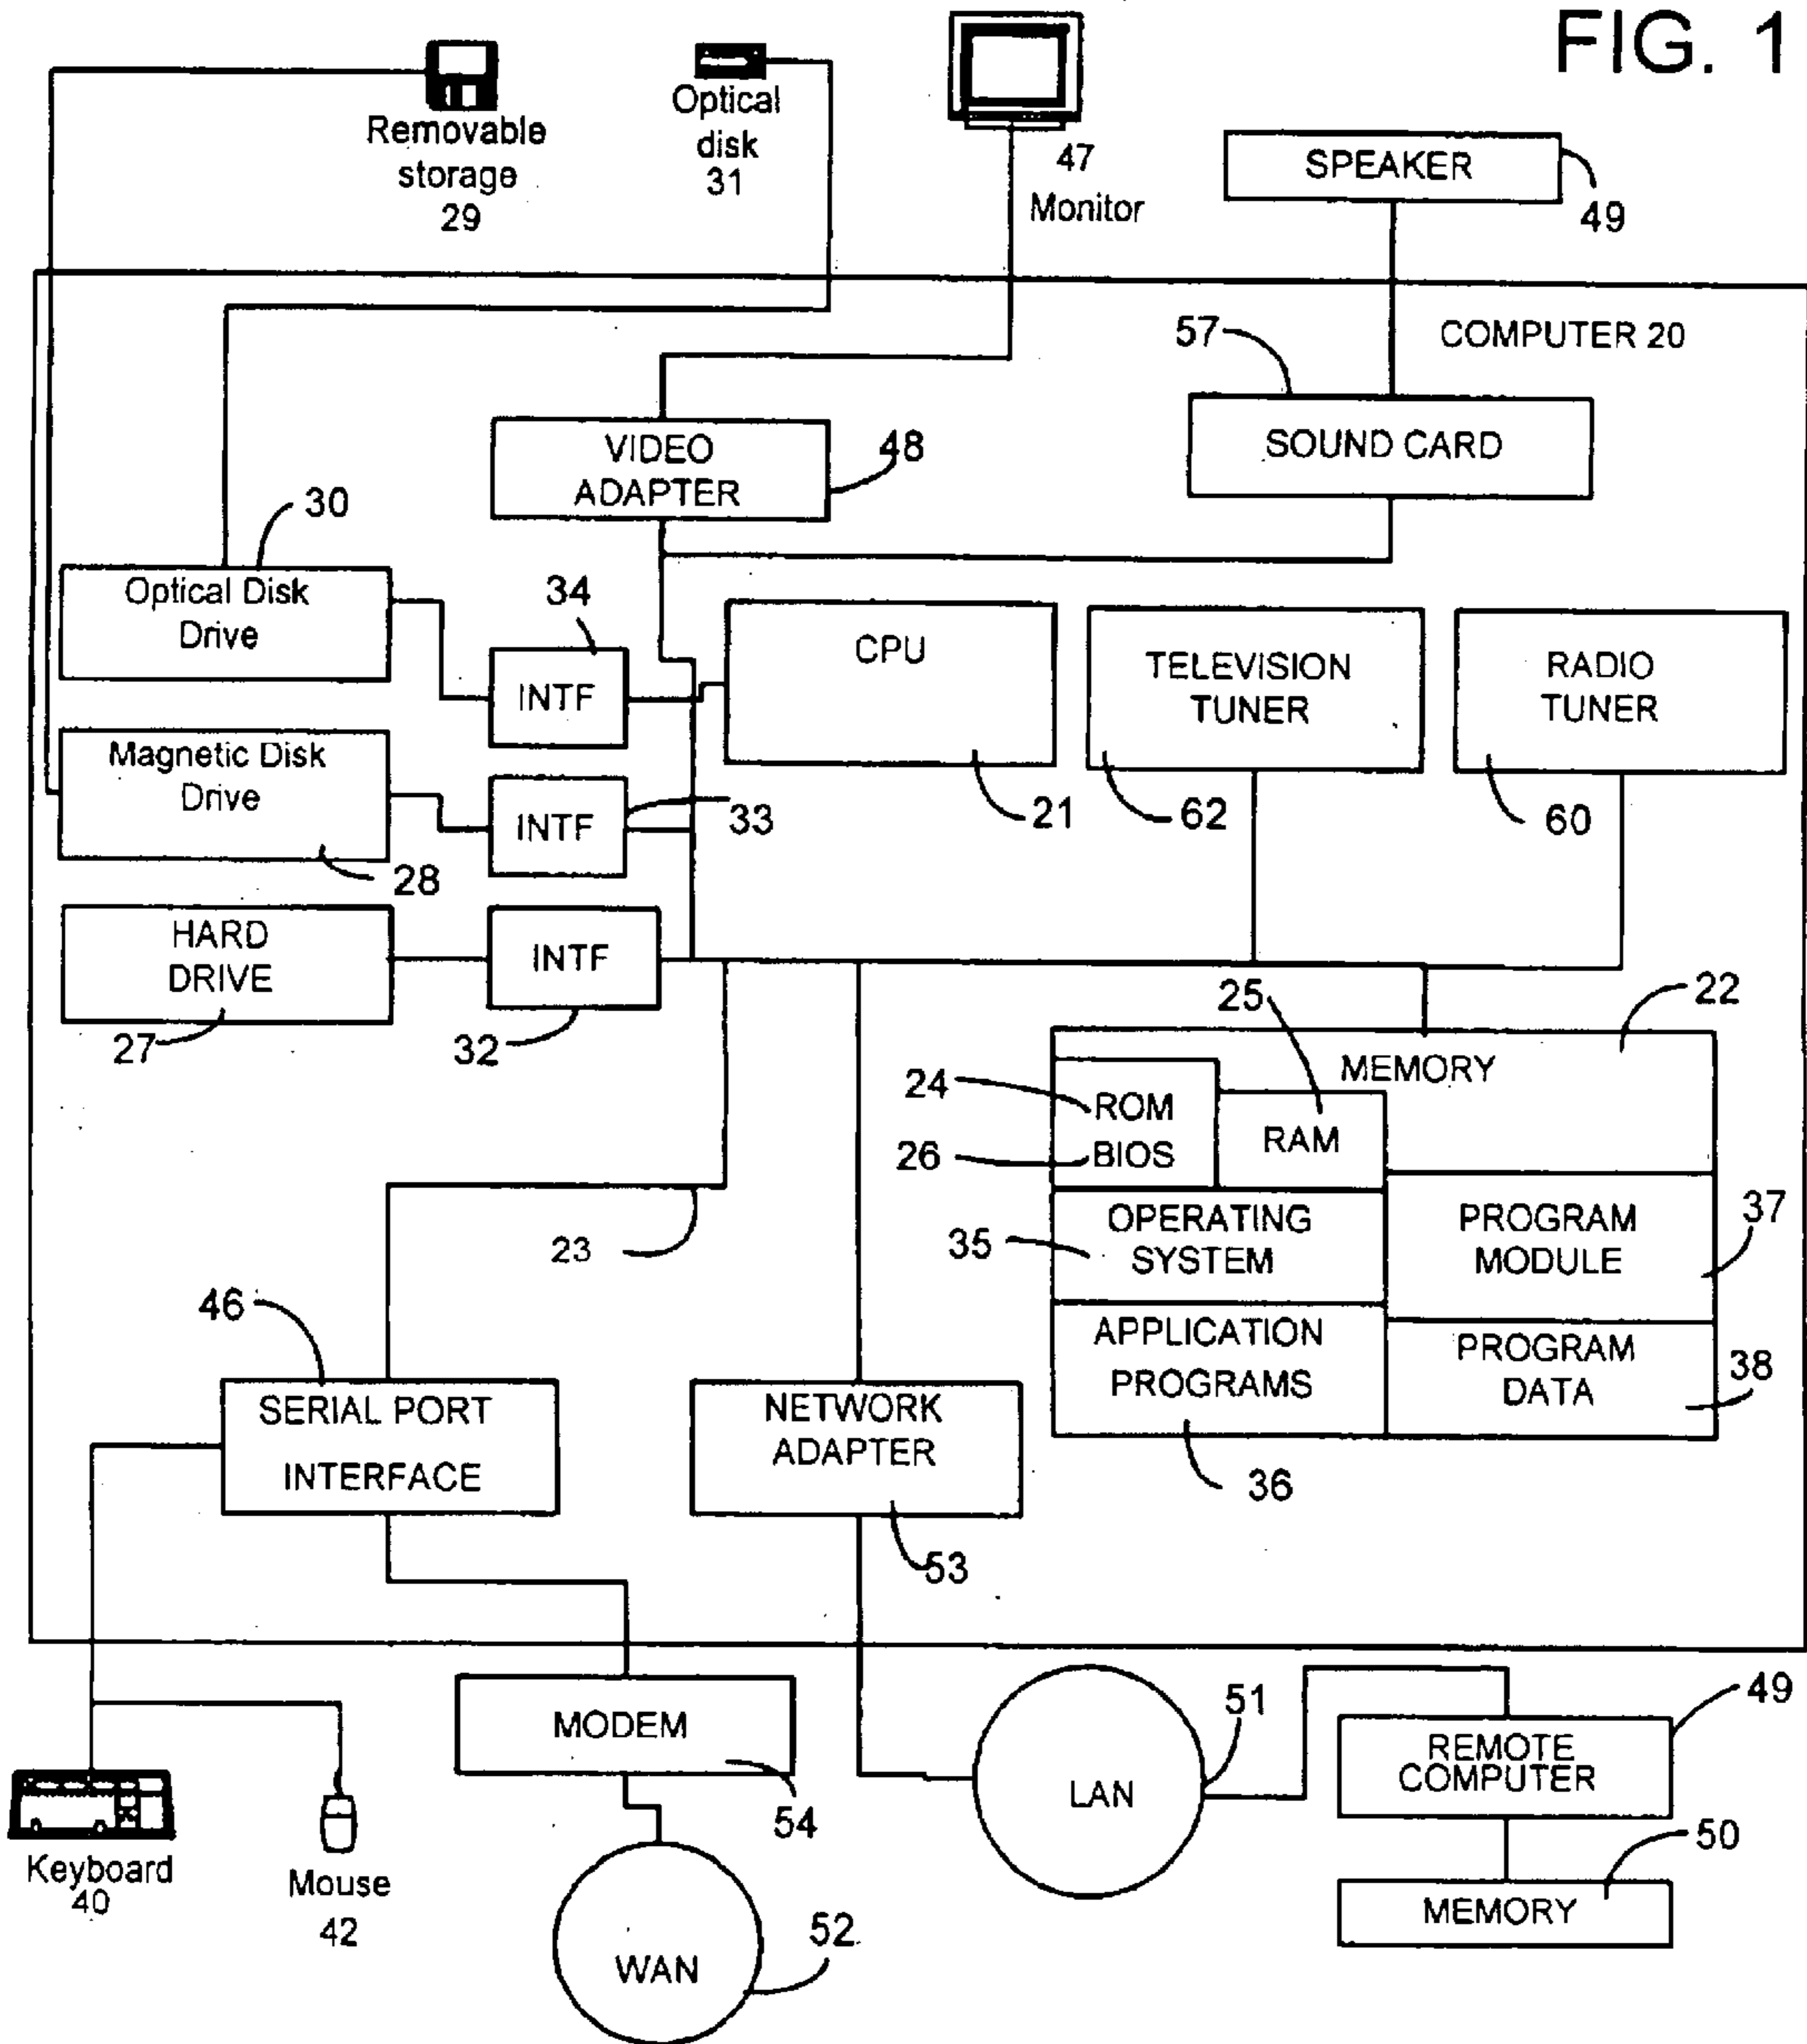 FIG. 1
Removable
storage
29
Optical
disk
31
47
Monitor
SPEAKER
49
COMPUTER 20
57
SOUND CARD
VIDEO
ADAPTER
48
30
Optical Disk
Drive
34
INTF
CPU
21
TELEVISION
TUNER
62
RADIO
TUNER
60
Magnetic Disk
Drive
28
INTF
33
HARD
DRIVE
27
INTF
32
25
22
MEMORY
24
ROM
26
BIOS
RAM
23
35
OPERATING
SYSTEM
PROGRAM
MODULE
37
APPLICATION
PROGRAMS
36
PROGRAM
DATA
38
46
SERIAL PORT
INTERFACE
NETWORK
ADAPTER
53
MODEM
54
LAN
51
49
REMOTE
COMPUTER
50
MEMORY
Keyboard
40
Mouse
42
WAN
52